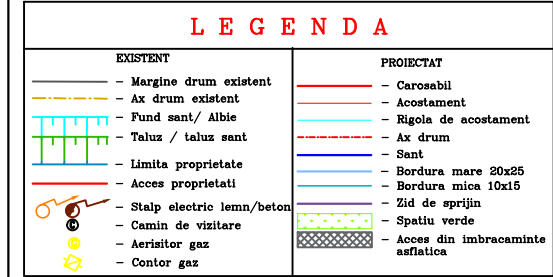 LEGENDA
EXISTENT
- Margine drum existent
- Ax drum existent
- Fund sant/ Albie
- Taluz / taluz sant
- Limita proprietate
- Acces proprietati
- Stalp electric lemn/beton
© - Camin de vizitare
© - Aerisitor gaz
- Contor gaz
PROIECTAT
- Carosabil
- Acostament
- Rigola de acostament
- Ax drum
- Sant
- Bordura mare 20x25
- Bordura mica 10x15
- Zid de sprijin
- Spatiu verde
- Acces din imbracaminte
asflatica